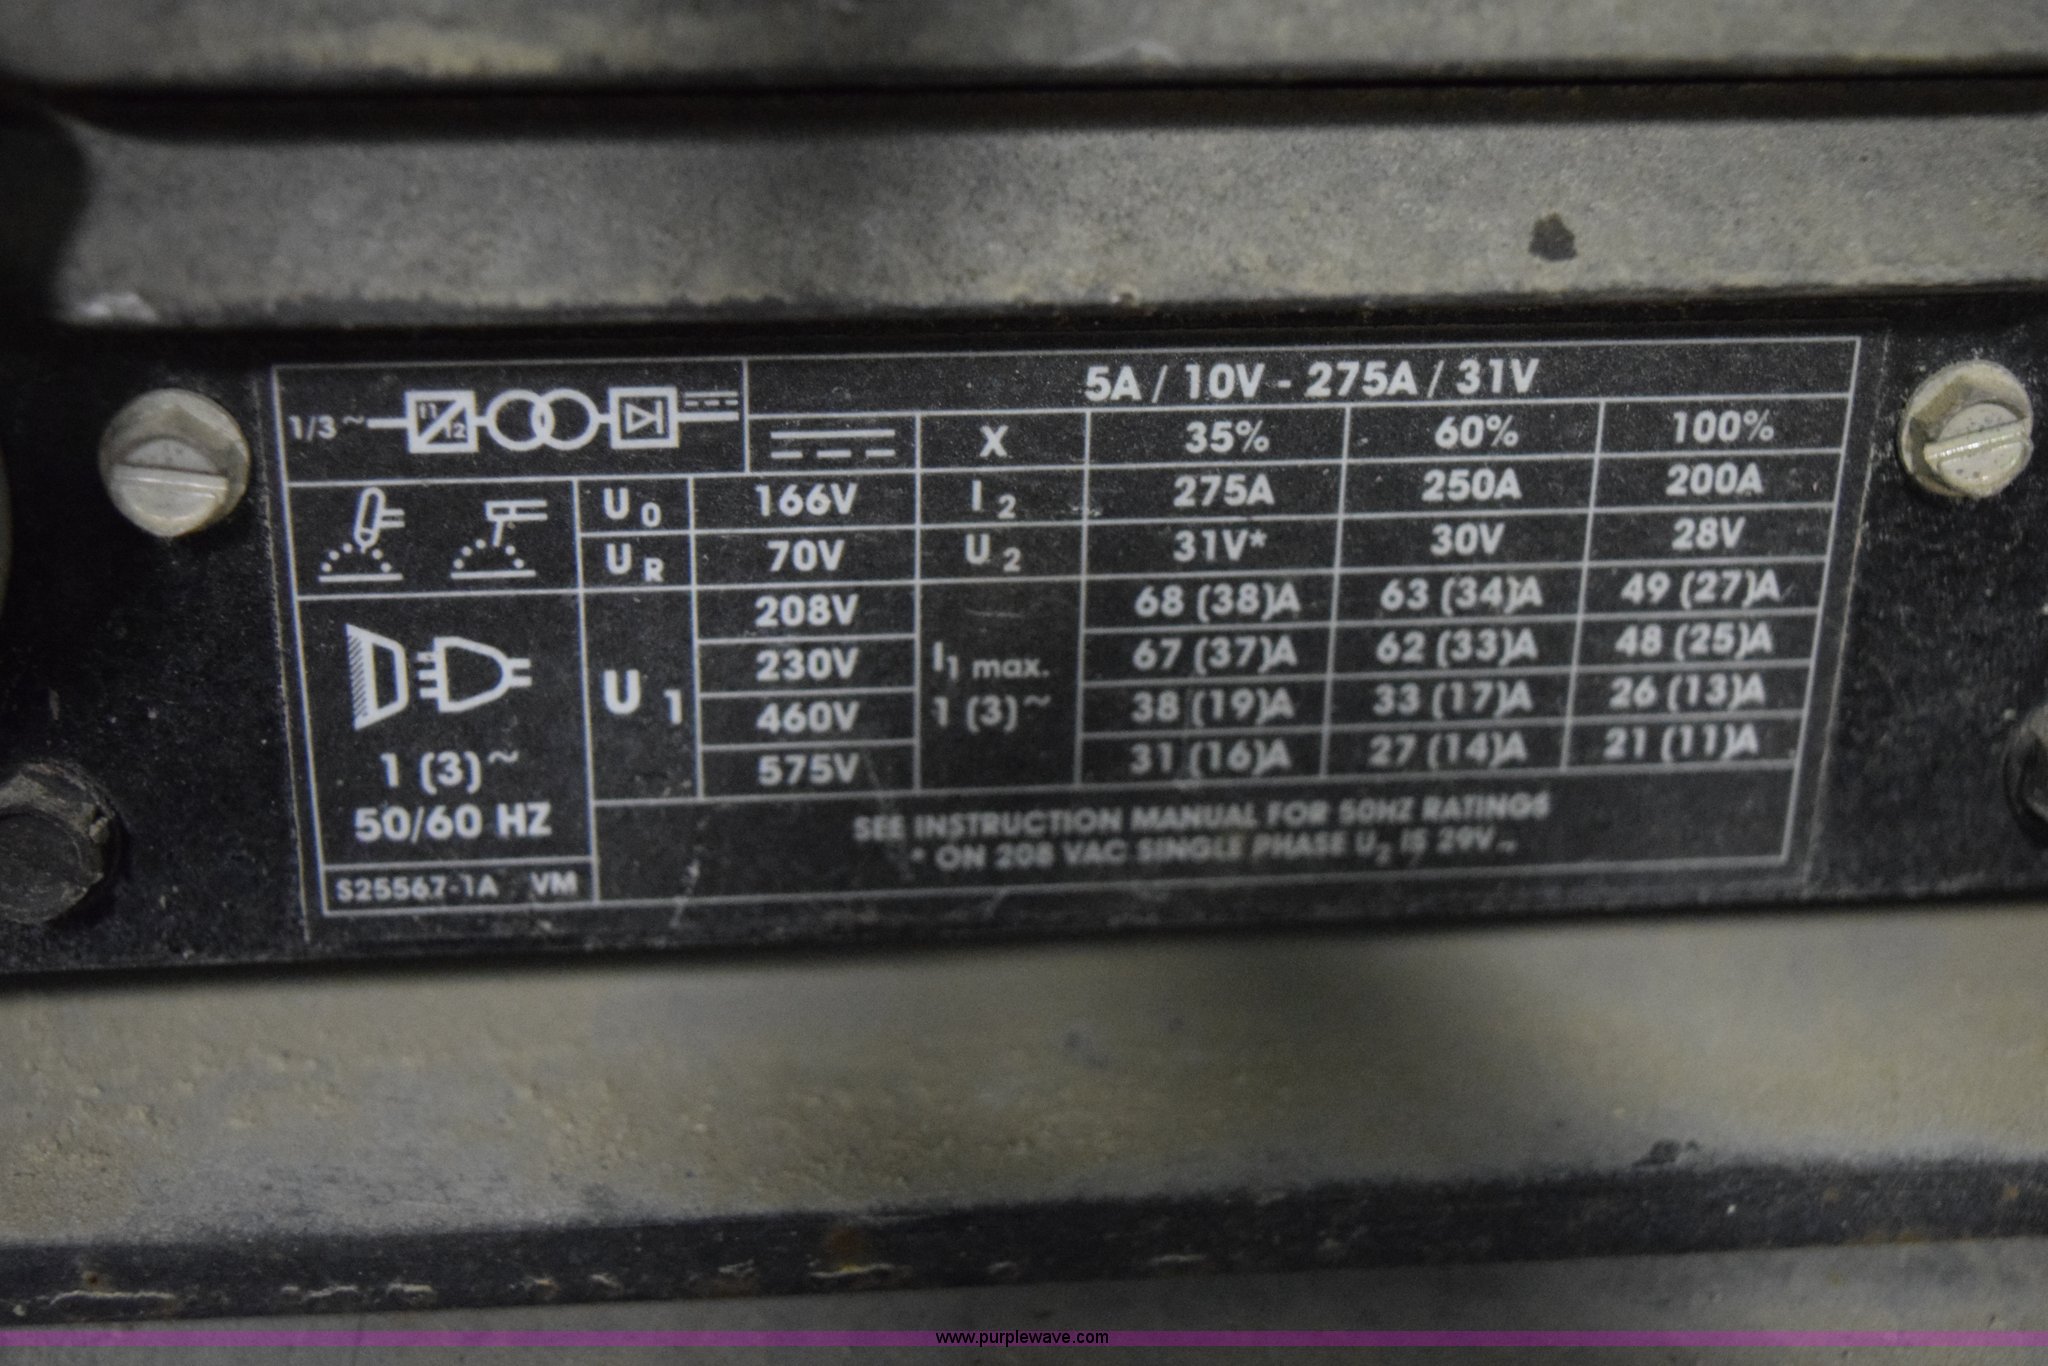 5A / 10V - 275A / 31V
1/3 ~ f1 f2
X 35% 60% 100%
U0 166V I2 275A 250A 200A
UR 70V U2 31V* 30V 28V
U1 208V I1 max. 1 (3)~ 68 (38)A 63 (34)A 49 (27)A
230V 67 (37)A 62 (33)A 48 (25)A
460V 38 (19)A 33 (17)A 26 (13)A
575V 31 (16)A 27 (14)A 21 (11)A
1 (3)~
50/60 HZ
SEE INSTRUCTION MANUAL FOR 50HZ RATINGS
* ON 208 VAC SINGLE PHASE U2 IS 29V
S25567-1A VM
www.purplewave.com